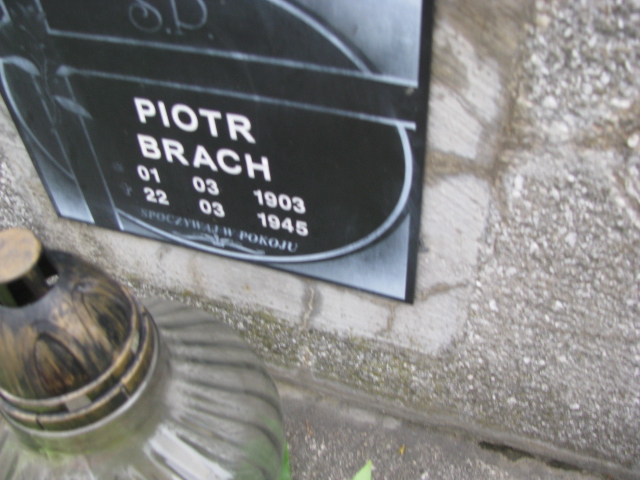 Ś.P.
PIOTR
BRACH
01 03 1903
22 03 1945
SPOCZYWAJ W POKOJU